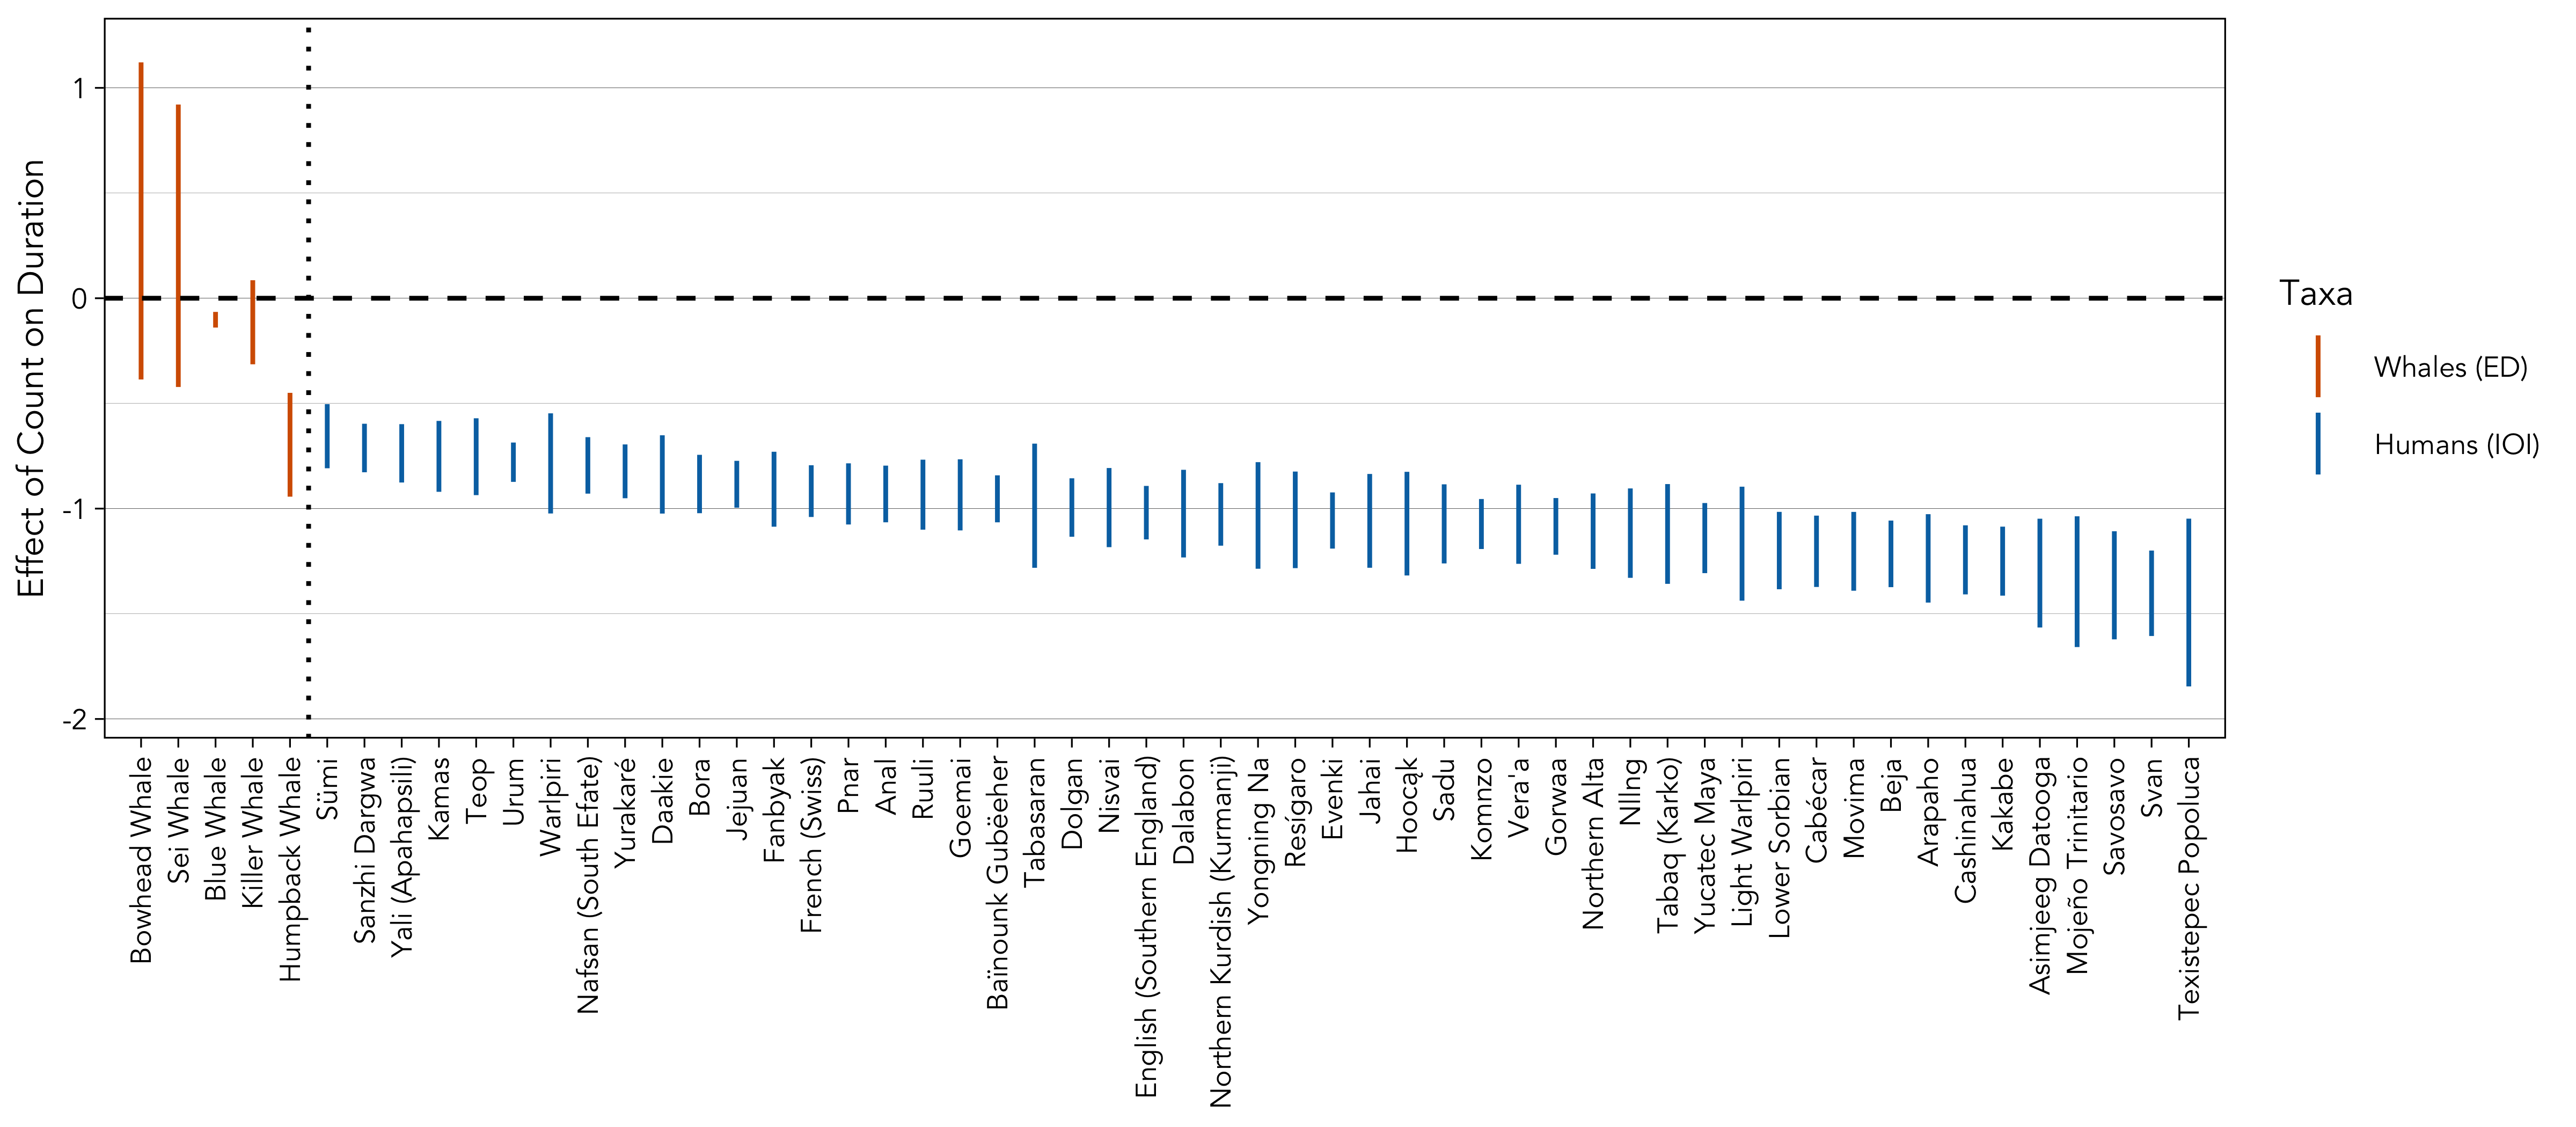 Effect of Count on Duration
1
0
-1
-2
Bowhead Whale
Sei Whale
Blue Whale
Killer Whale
Humpback Whale
Sümi
Sanzhi Dargwa
Yali (Apahapsili)
Kamas
Teop
Urum
Warlpiri
Nafsan (South Efate)
Yurakaré
Daakie
Bora
Jejuan
Fanbyak
French (Swiss)
Pnar
Anal
Ruuli
Goemai
Baïnounk Gubëeher
Tabasaran
Dolgan
Nisvai
English (Southern England)
Dalabon
Northern Kurdish (Kurmanji)
Yongning Na
Resígaro
Evenki
Jahai
Hoocąk
Sadu
Komnzo
Vera'a
Gorwaa
Northern Alta
Nllng
Tabaq (Karko)
Yucatec Maya
Light Warlpiri
Lower Sorbian
Cabécar
Movima
Beja
Arapaho
Cashinahua
Kakabe
Asimjeeg Datooga
Mojeño Trinitario
Savosavo
Svan
Texistepec Popoluca
Taxa
Whales (ED)
Humans (IOI)